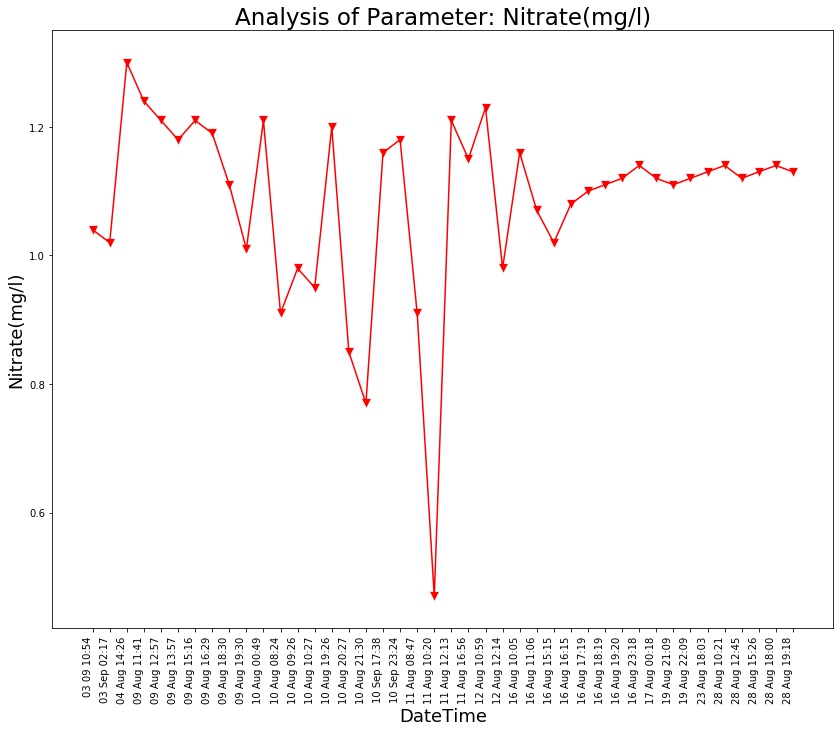 Analysis of Parameter: Nitrate(mg/l)
Nitrate(mg/l)
1.2
1.0
0.8
0.6
03 09 10:54
03 Sep 02:17
04 Aug 14:26
09 Aug 11:41
09 Aug 12:57
09 Aug 13:57
09 Aug 15:16
09 Aug 16:29
09 Aug 18:30
09 Aug 19:30
10 Aug 00:49
10 Aug 08:24
10 Aug 09:26
10 Aug 10:27
10 Aug 19:26
10 Aug 20:27
10 Aug 21:30
10 Sep 17:38
10 Sep 23:24
11 Aug 08:47
11 Aug 10:20
11 Aug 12:13
11 Aug 16:56
12 Aug 10:59
12 Aug 12:14
16 Aug 10:05
16 Aug 11:06
16 Aug 15:15
16 Aug 16:15
16 Aug 17:19
16 Aug 18:19
16 Aug 19:20
16 Aug 23:18
17 Aug 00:18
19 Aug 21:09
19 Aug 22:09
23 Aug 18:03
28 Aug 10:21
28 Aug 12:45
28 Aug 15:26
28 Aug 18:00
28 Aug 19:18
DateTime